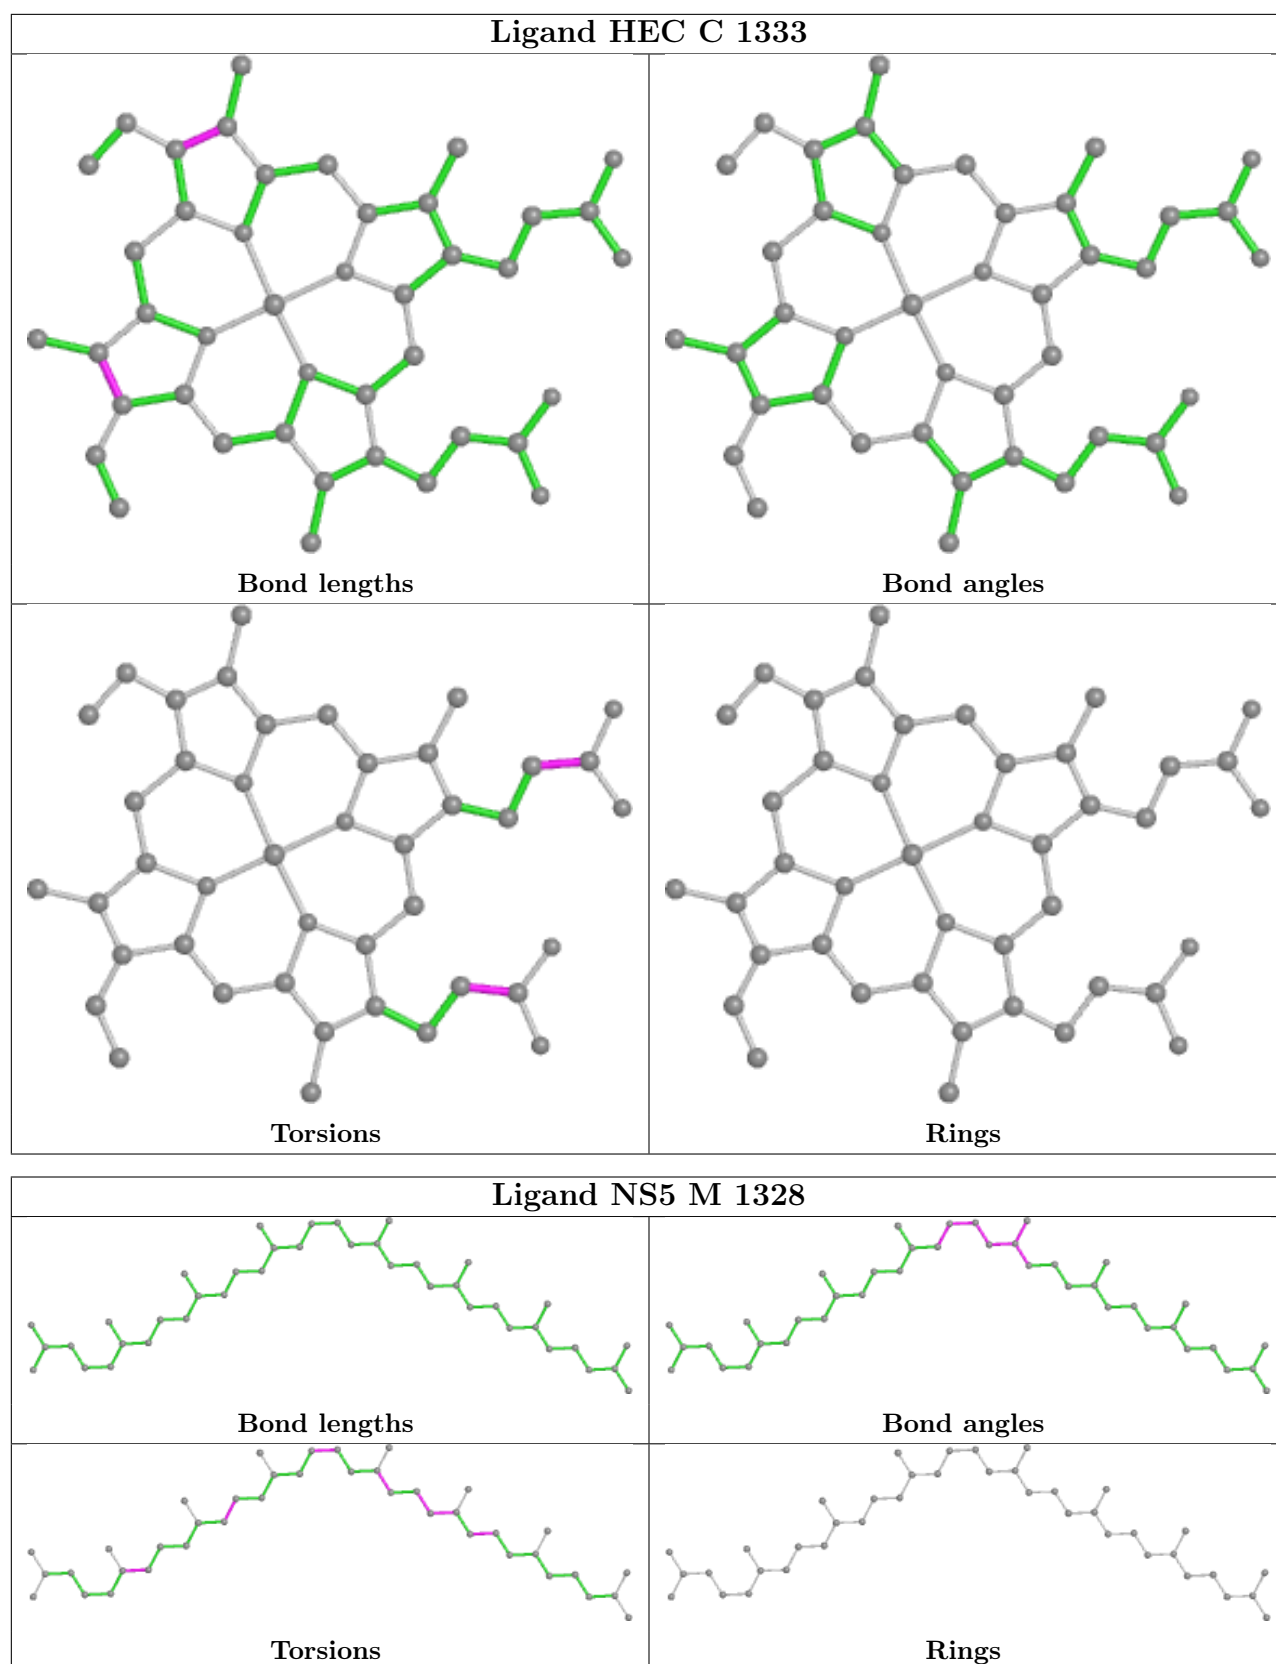 Ligand HEC C 1333
Bond lengths
Bond angles
Torsions
Rings
Ligand NS5 M 1328
Bond lengths
Bond angles
Torsions
Rings